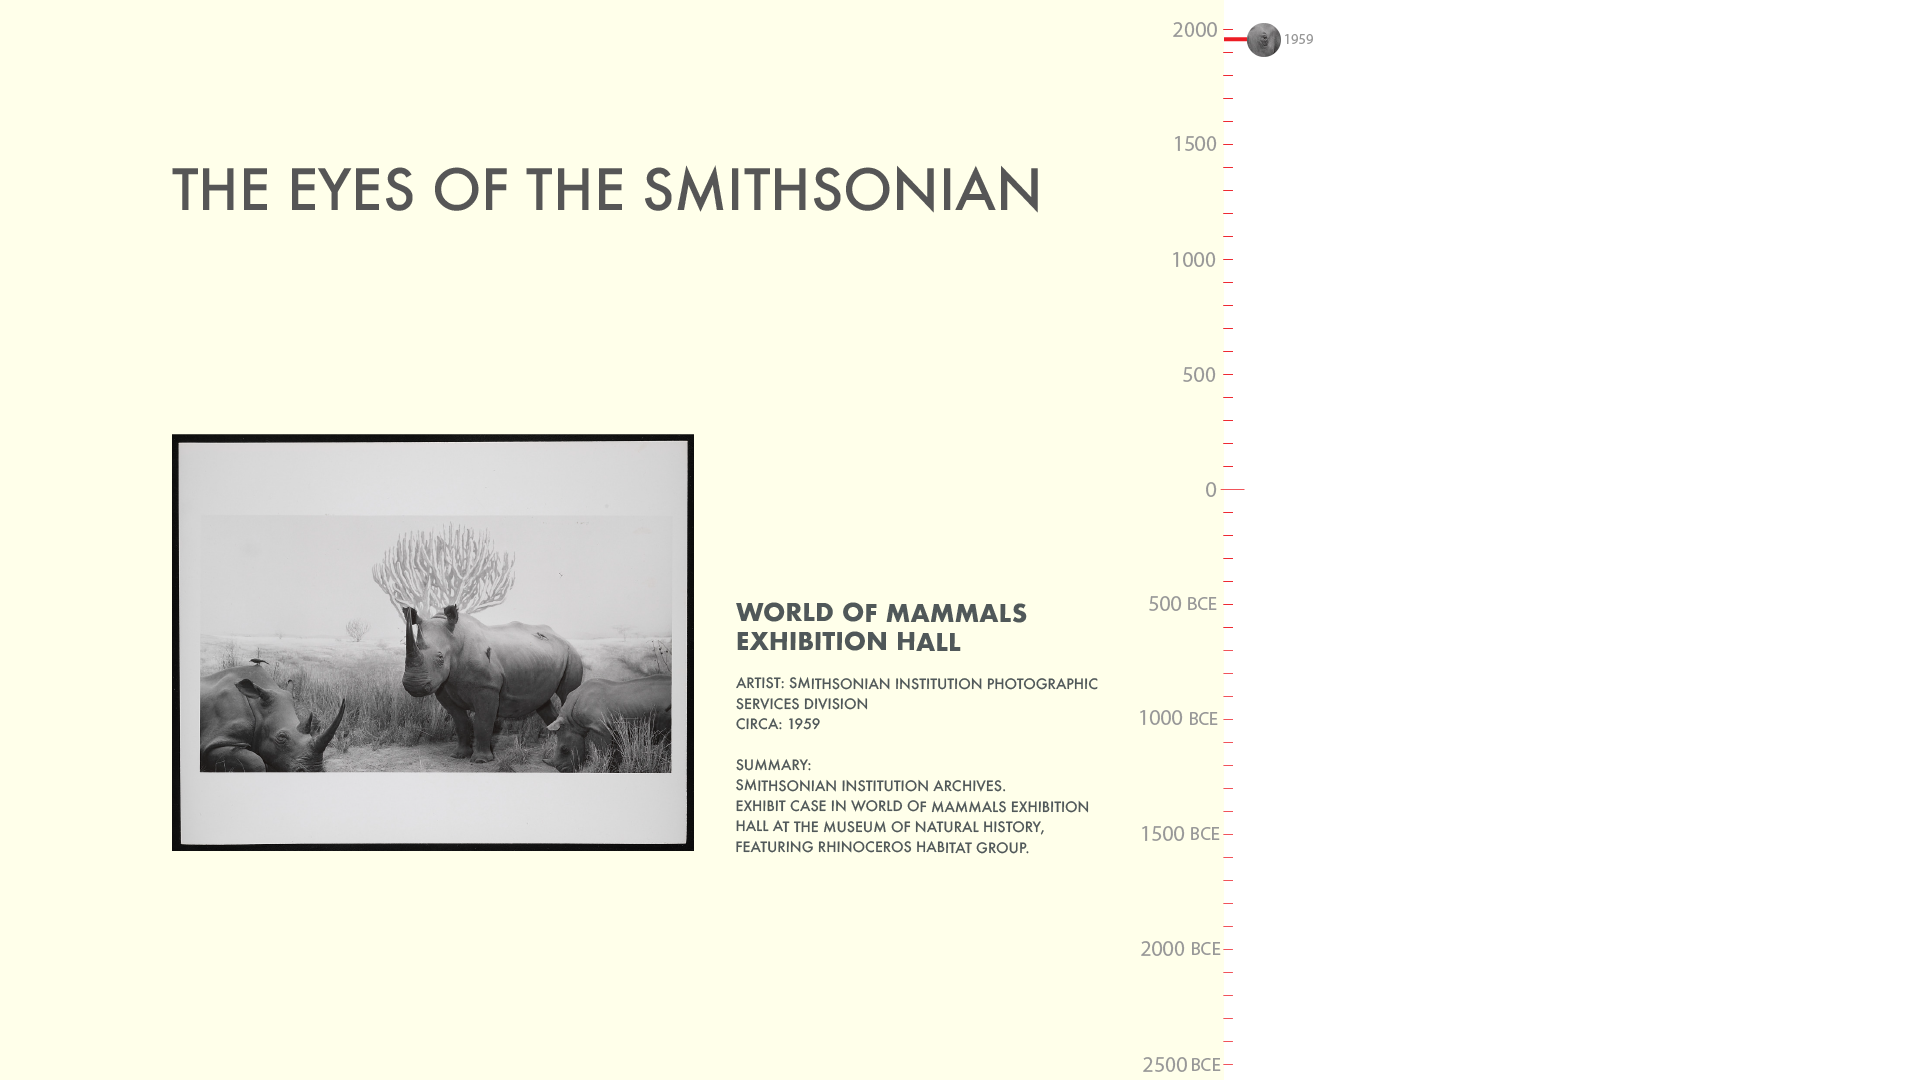 THE EYES OF THE SMITHSONIAN
WORLD OF MAMMALS
EXHIBITION HALL
ARTIST: SMITHSONIAN INSTITUTION PHOTOGRAPHIC
SERVICES DIVISION
CIRCA: 1959
SUMMARY:
SMITHSONIAN INSTITUTION ARCHIVES.
EXHIBIT CASE IN WORLD OF MAMMALS EXHIBITION
HALL AT THE MUSEUM OF NATURAL HISTORY,
FEATURING RHINOCEROS HABITAT GROUP.
2000
1959
1500
1000
500
0
500 BCE
1000 BCE
1500 BCE
2000 BCE
2500 BCE